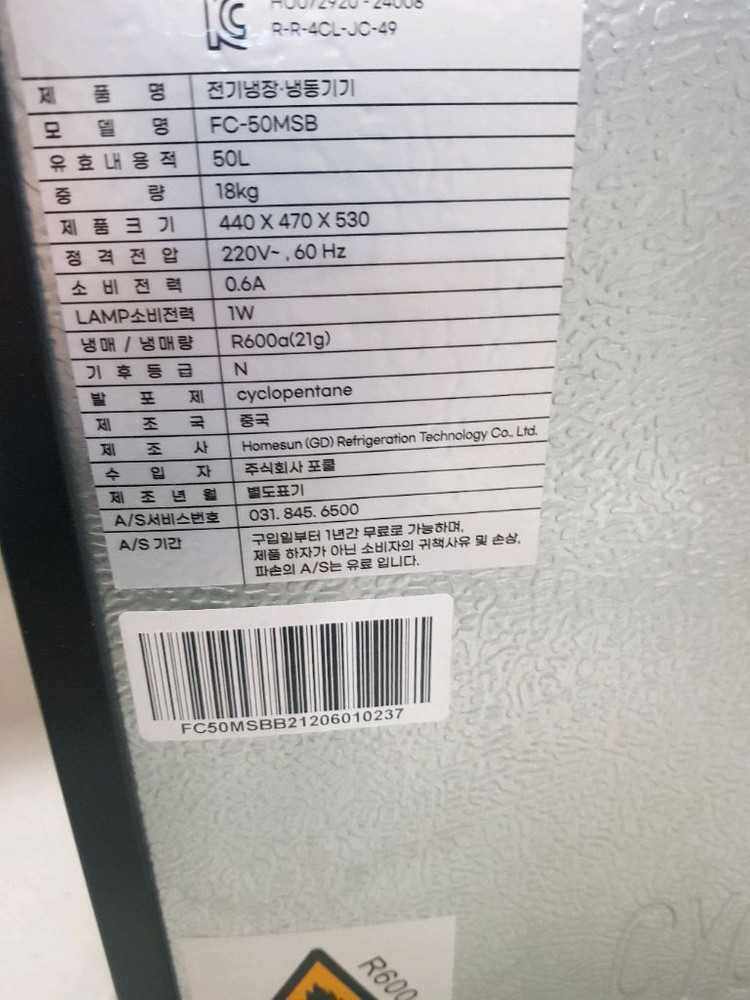 R-R-4CL-JC-49
제 품 명 전기냉장·냉동기기
모 델 명 FC-50MSB
유효내용적 50L
중 량 18kg
제 품 크 기 440 X 470 X 530
정 격 전 압 220V~ , 60 Hz
소 비 전 력 0.6A
LAMP소비전력 1W
냉매 / 냉매량 R600a(21g)
기 후 등 급 N
발 포 제 cyclopentane
제 조 국 중국
제 조 사 Homesun (GD) Refrigeration Technology Co., Ltd.
수 입 자 주식회사 포쿨
제 조 년 월 별도표기
A/S서비스번호 031. 845. 6500
A/S 기간 구입일부터 1년간 무료로 가능하며,
제품 하자가 아닌 소비자의 귀책사유 및 손상,
파손의 A/S는 유료 입니다.
FC50MSBB21206010237
R600